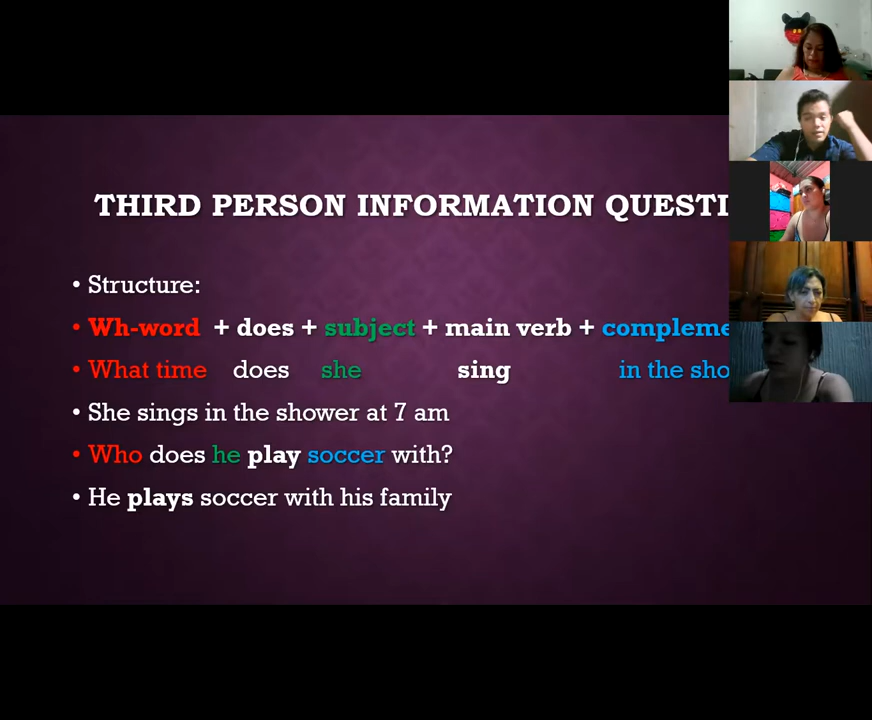 THIRD PERSON INFORMATION QUESTI
• Structure:
• Wh-word + does + subject + main verb + compleme
• What time does she sing in the sho
• She sings in the shower at 7 am
• Who does he play soccer with?
• He plays soccer with his family